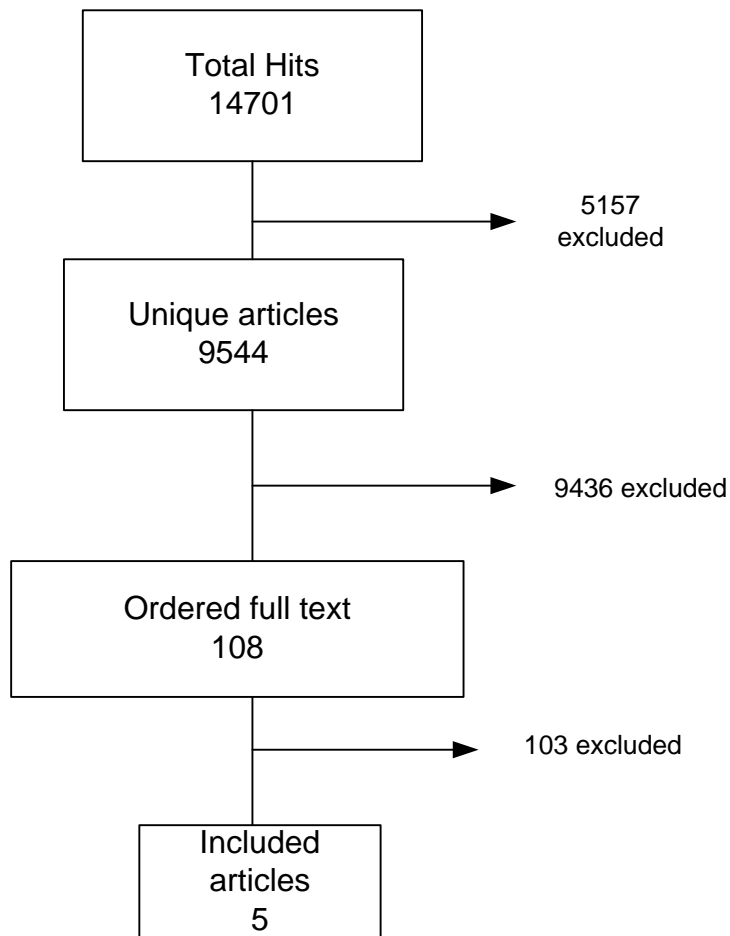 Total Hits
14701
5157
excluded
Unique articles
9544
9436 excluded
Ordered full text
108
103 excluded
Included
articles
5